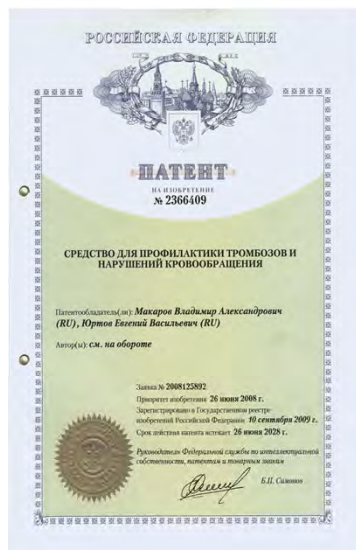 РОССИЙСКАЯ ФЕДЕРАЦИЯ
ПАТЕНТ
НА ИЗОБРЕТЕНИЕ
№ 2366409
СРЕДСТВО ДЛЯ ПРОФИЛАКТИКИ ТРОМБОЗОВ И
НАРУШЕНИЙ КРОВООБРАЩЕНИЯ
Патентообладатель(ли): Макаров Владимир Александрович
(RU), Юртов Евгений Васильевич (RU)
Автор(ы): см. на обороте
Заявка № 2008125892
Приоритет изобретения 26 июня 2008 г.
Зарегистрировано в Государственном реестре
изобретений Российской Федерации 10 сентября 2009 г.
Срок действия патента истекает 26 июня 2028 г.
Руководитель Федеральной службы по интеллектуальной
собственности, патентам и товарным знакам
Б.П. Симонов